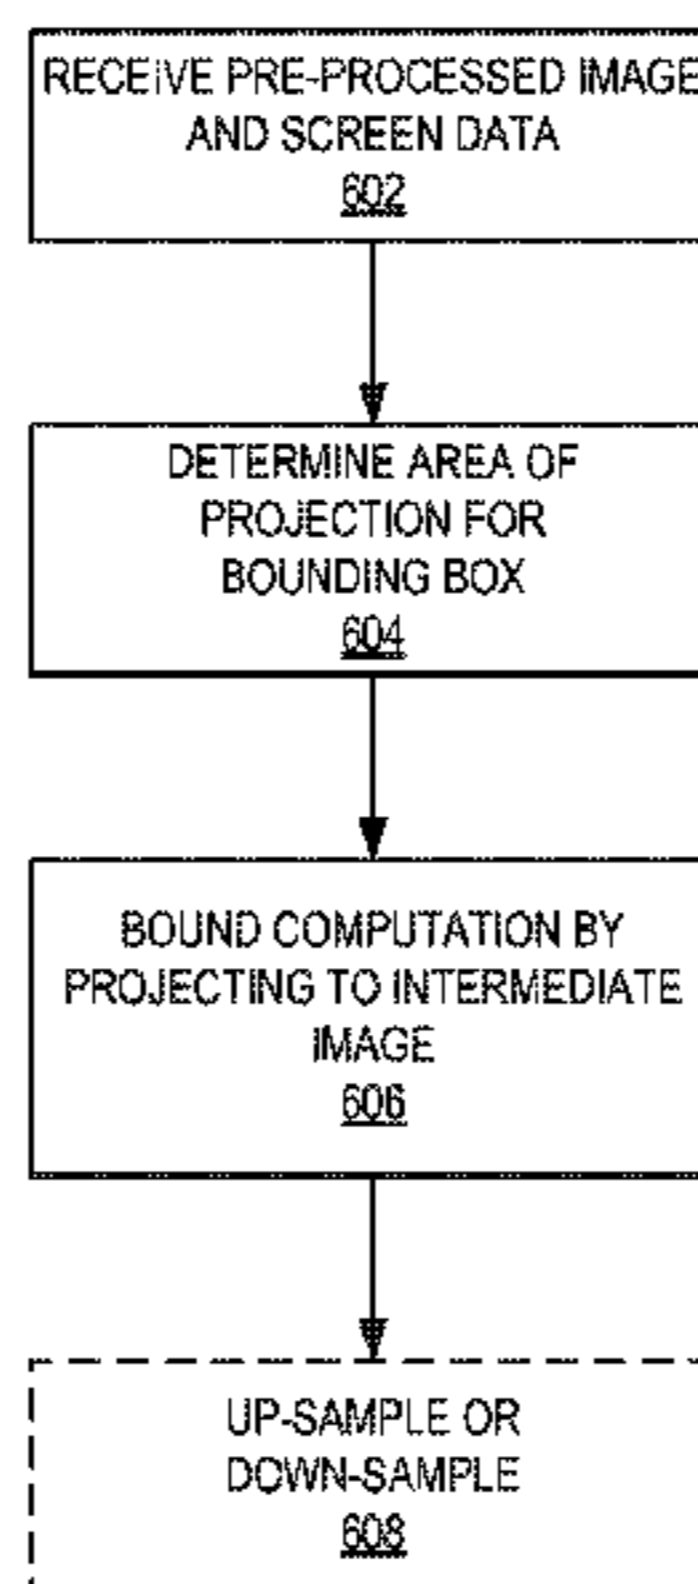 RECEIVE PRE-PROCESSED IMAGE
AND SCREEN DATA
602
DETERMINE AREA OF
PROJECTION FOR
BOUNDING BOX
604
BOUND COMPUTATION BY
PROJECTING TO INTERMEDIATE
IMAGE
606
UP-SAMPLE OR
DOWN-SAMPLE
608